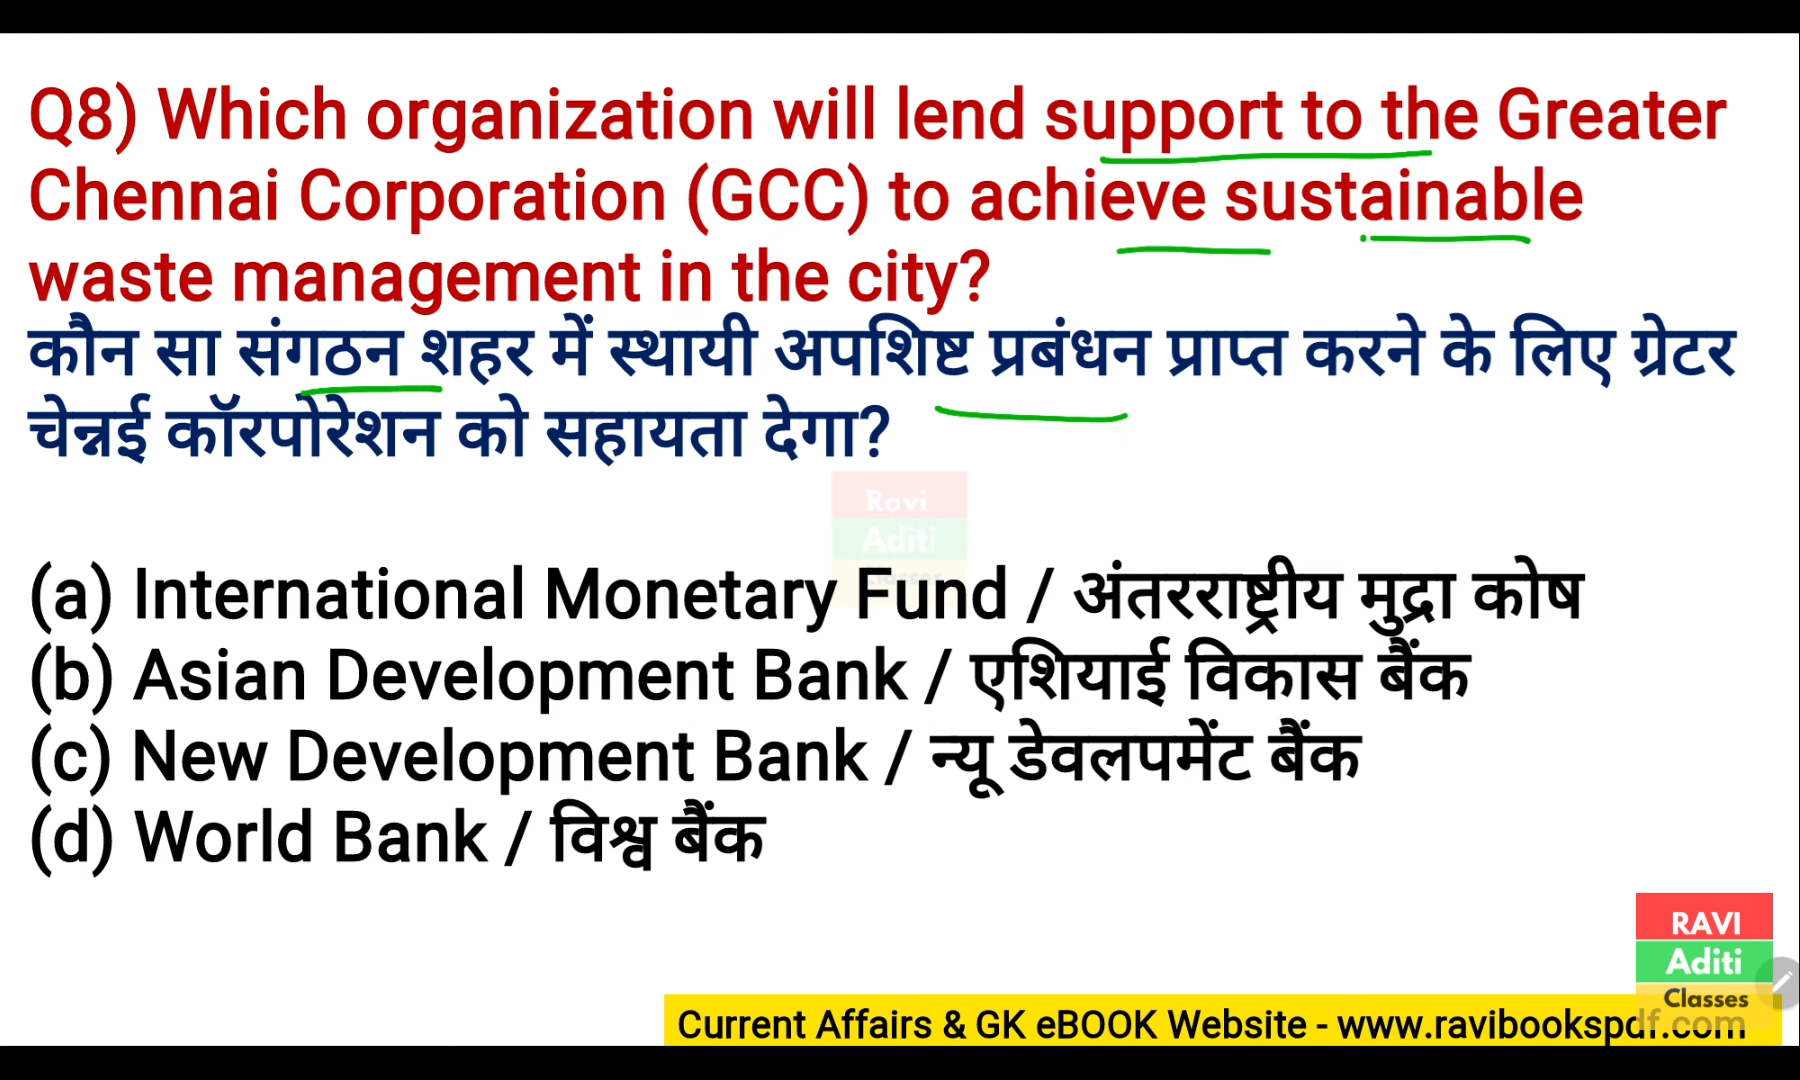 Q8) Which organization will lend support to the Greater
Chennai Corporation (GCC) to achieve sustainable
waste management in the city?
कौन सा संगठन शहर में स्थायी अपशिष्ट प्रबंधन प्राप्त करने के लिए ग्रेटर
चेन्नई कॉरपोरेशन को सहायता देगा?
Ravi
Aditi
Classes
(a) International Monetary Fund / अंतरराष्ट्रीय मुद्रा कोष
(b) Asian Development Bank / एशियाई विकास बैंक
(c) New Development Bank / न्यू डेवलपमेंट बैंक
(d) World Bank / विश्व बैंक
RAVI
Aditi
Classes
Current Affairs & GK eBOOK Website - www.ravibookspdf.com